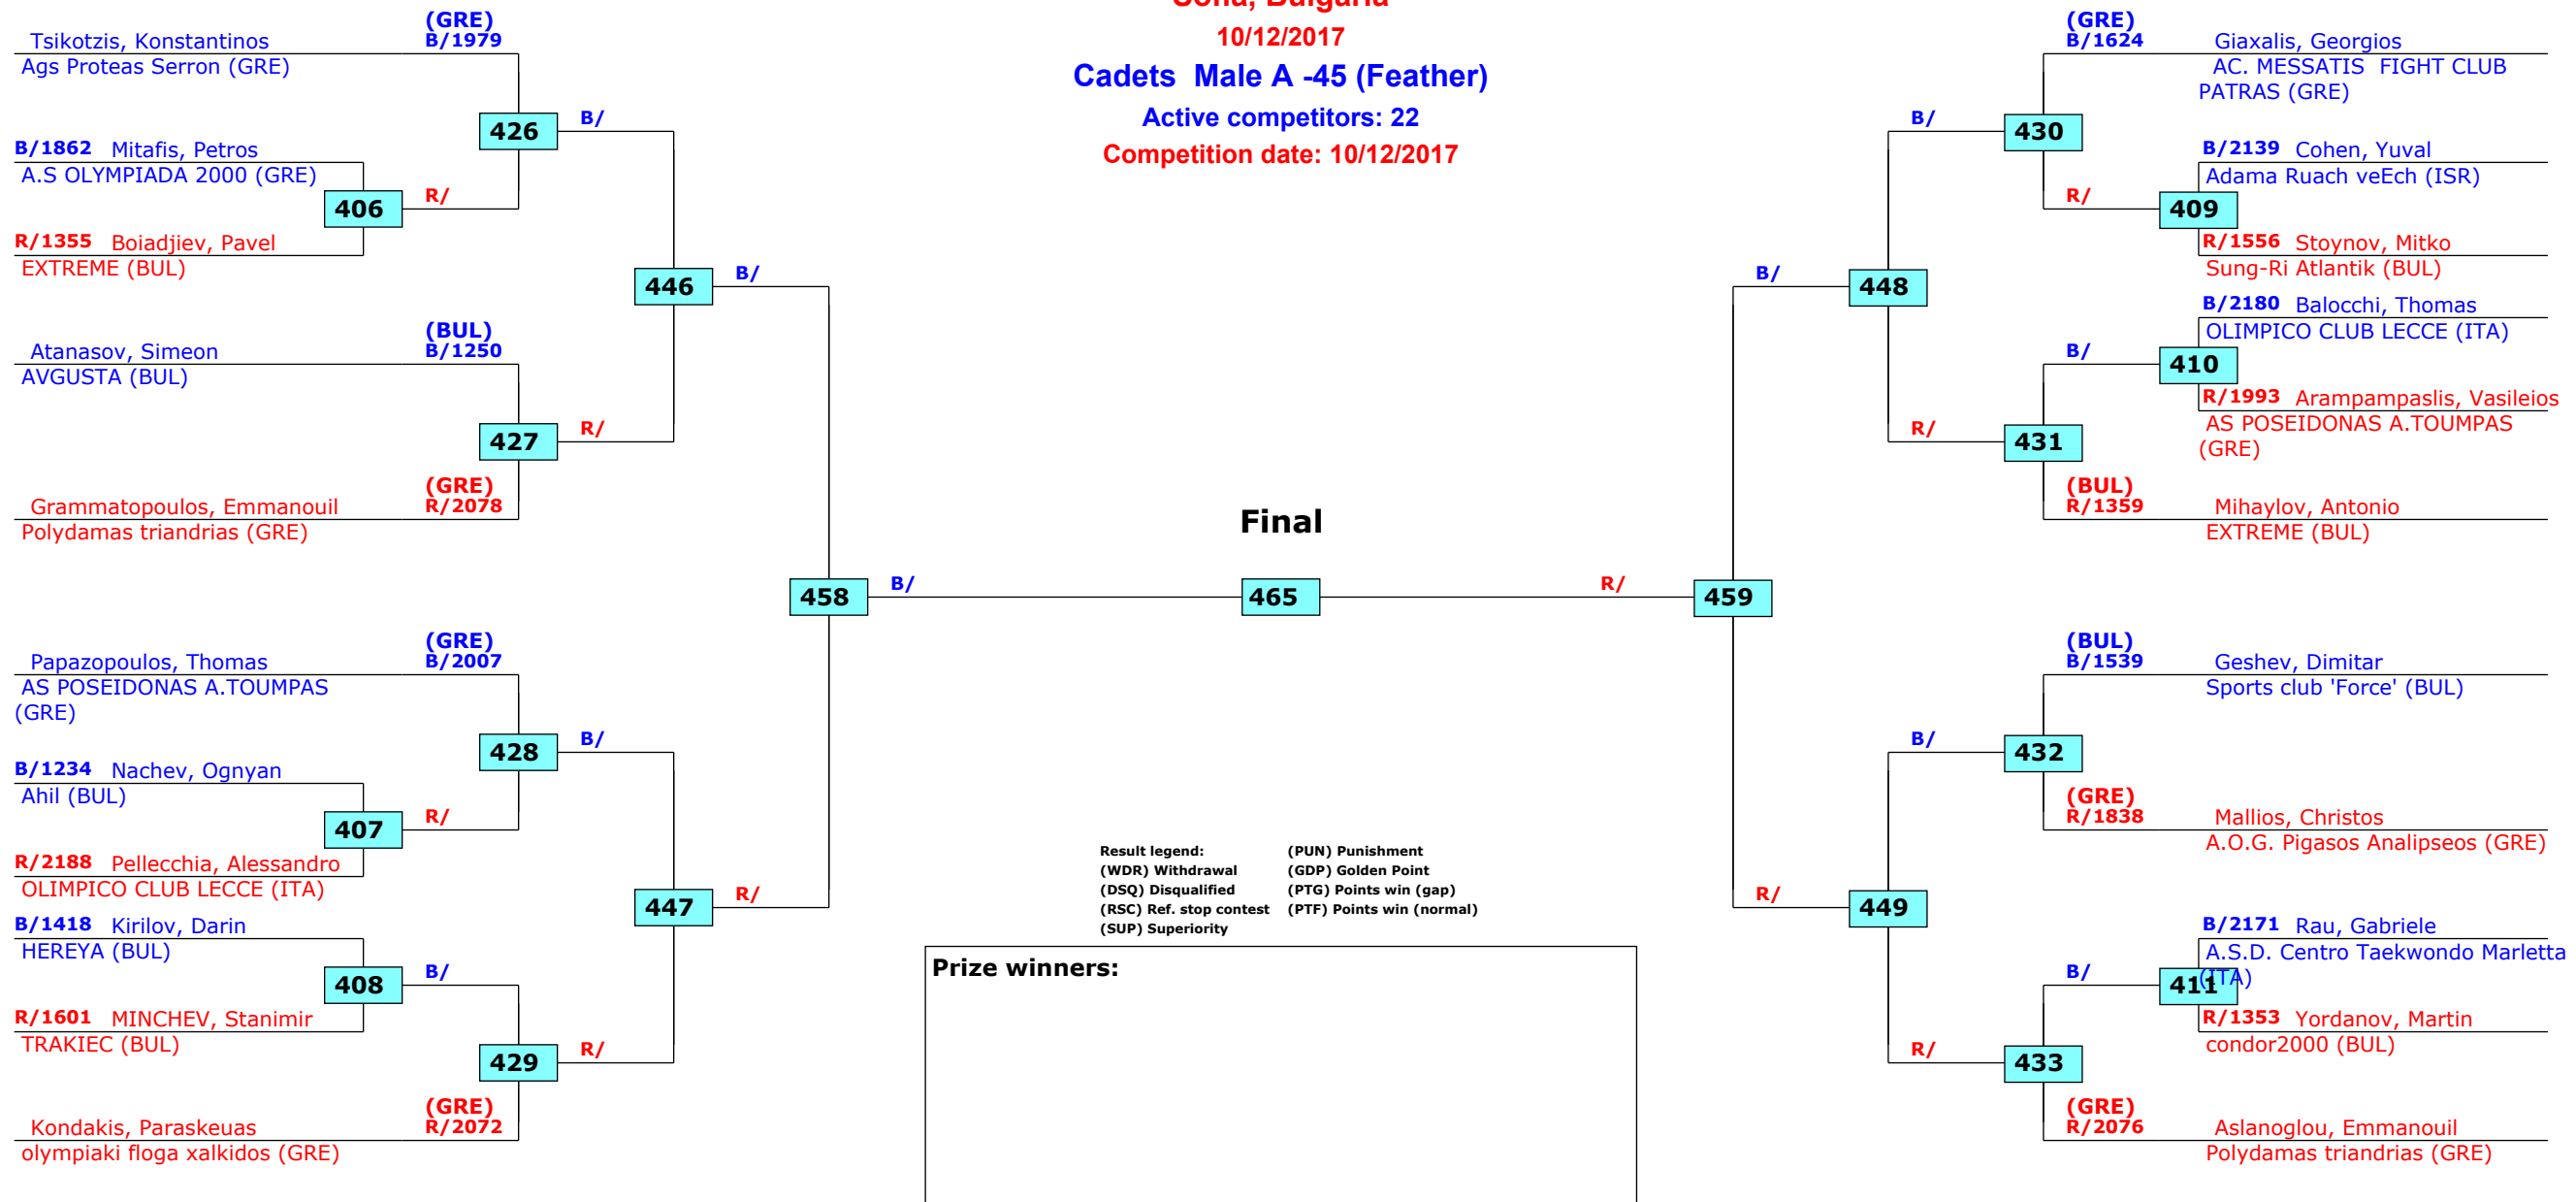 Sofia, Bulgaria
10/12/2017
Cadets Male A -45 (Feather)
Active competitors: 22
Competition date: 10/12/2017
(GRE)
Tsikotzis, Konstantinos B/1979
Ags Proteas Serron (GRE)
426
B/
B/1862 Mitafis, Petros
A.S OLYMPIADA 2000 (GRE)
406
R/
R/1355 Boiadjiev, Pavel
EXTREME (BUL)
446
B/
(BUL)
Atanasov, Simeon B/1250
AVGUSTA (BUL)
427
R/
(GRE)
Grammatopoulos, Emmanouil R/2078
Polydamas triandrias (GRE)
458
B/
(GRE)
Papazopoulos, Thomas B/2007
AS POSEIDONAS A.TOUMPAS
(GRE)
428
B/
B/1234 Nachev, Ognyan
Ahil (BUL)
407
R/
R/2188 Pellecchia, Alessandro
OLIMPICO CLUB LECCE (ITA)
447
R/
B/1418 Kirilov, Darin
HEREYA (BUL)
408
B/
R/1601 MINCHEV, Stanimir
TRAKIEC (BUL)
429
R/
(GRE)
Kondakis, Paraskeuas R/2072
olympiaki floga xalkidos (GRE)
Final
465
R/
459
(GRE)
B/1624 Giaxalis, Georgios
AC. MESSATIS FIGHT CLUB
PATRAS (GRE)
B/
430
B/2139 Cohen, Yuval
Adama Ruach veEch (ISR)
R/
409
R/1556 Stoynov, Mitko
Sung-Ri Atlantik (BUL)
B/
448
B/2180 Balocchi, Thomas
OLIMPICO CLUB LECCE (ITA)
B/
410
R/1993 Arampampaslis, Vasileios
AS POSEIDONAS A.TOUMPAS
(GRE)
R/
431
(BUL)
R/1359 Mihaylov, Antonio
EXTREME (BUL)
(BUL)
B/1539 Geshev, Dimitar
Sports club 'Force' (BUL)
B/
432
(GRE)
R/1838 Mallios, Christos
A.O.G. Pigasos Analipseos (GRE)
R/
449
B/2171 Rau, Gabriele
A.S.D. Centro Taekwondo Marletta
(ITA)
B/
411
R/1353 Yordanov, Martin
condor2000 (BUL)
R/
433
(GRE)
R/2076 Aslanoglou, Emmanouil
Polydamas triandrias (GRE)
Result legend: (PUN) Punishment
(WDR) Withdrawal (GDP) Golden Point
(DSQ) Disqualified (PTG) Points win (gap)
(RSC) Ref. stop contest (PTF) Points win (normal)
(SUP) Superiority
Prize winners: